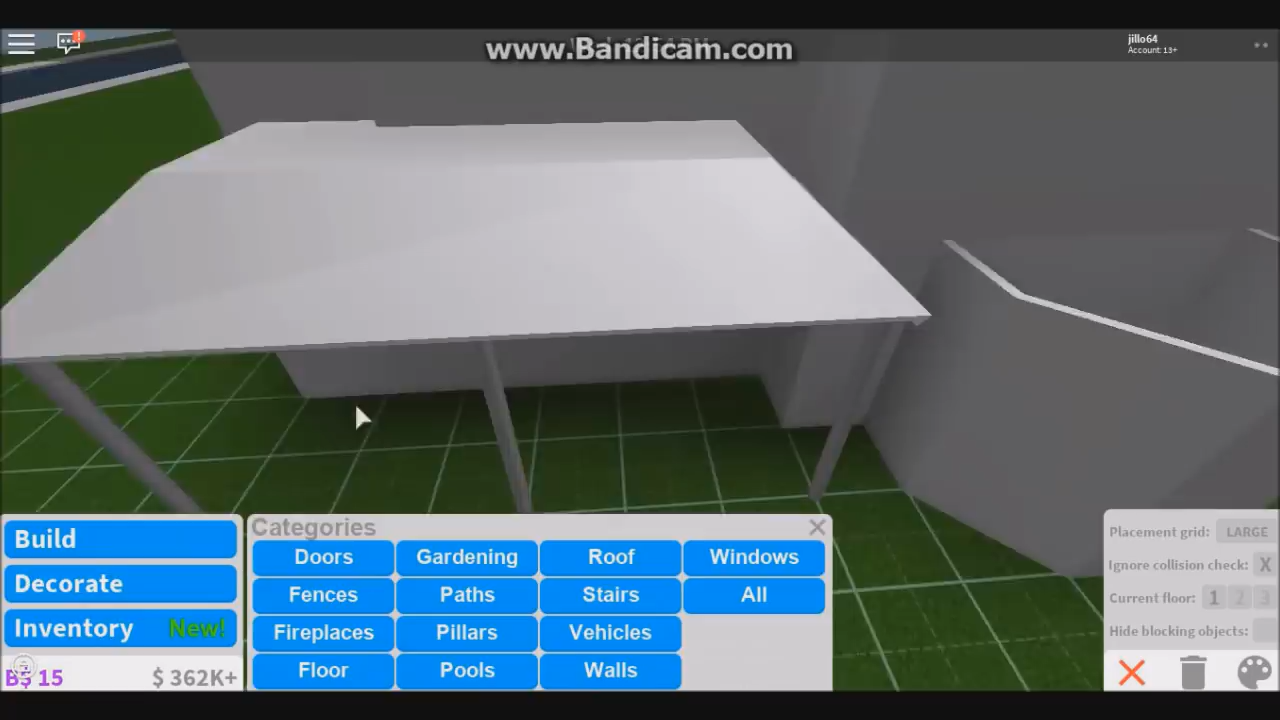 www.Bandicam.com
jillo64
Account: 13+
Build
Decorate
Inventory New!
B$ 15
$ 362K+
Categories
Doors Gardening Roof Windows
Fences Paths Stairs All
Fireplaces Pillars Vehicles
Floor Pools Walls
Placement grid: LARGE
Ignore collision check: X
Current floor: 1 2 3
Hide blocking objects: